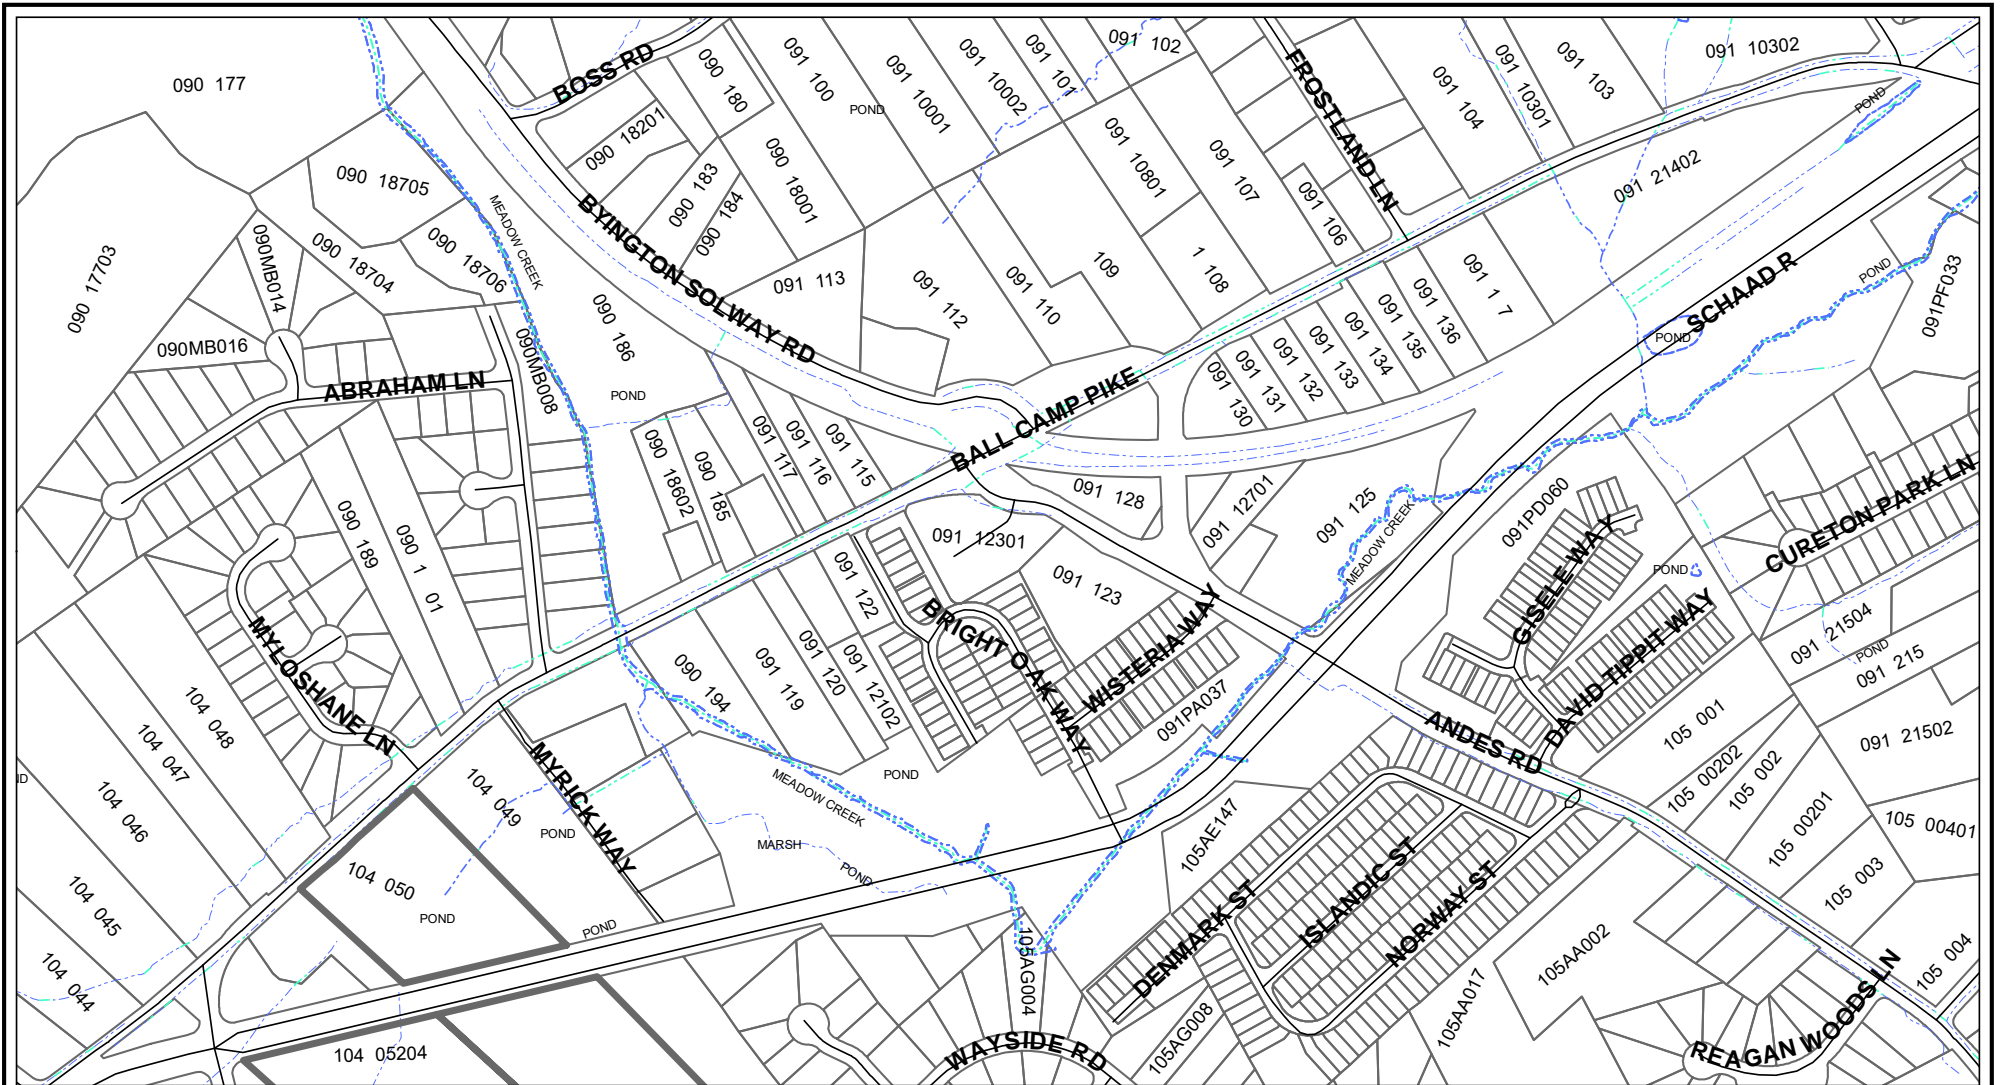 090 177
BOSS RD
090 180
091 100
091 10001
091 10002
091 101
091 102
FROSTLAND LN
091 104
091 10301
091 103
091 10302
POND
POND
090 18201
090 18705
090 183
090 184
090 18001
091 10801
091 107
091 106
091 21402
MEADOW CREEK
BYINGTON SOLWAY RD
090 17703
090MB014
090 18704
090 18706
090 186
091 113
091 112
091 110
109
1 108
091 136
091 1 7
SCHAAD R
POND
091PF033
090MB016
ABRAHAM LN
090MB008
POND
091 135
091 134
091 133
091 132
091 131
091 130
POND
BALL CAMP PIKE
090 18602
090 185
091 117
091 116
091 115
091 128
091 12701
091 125
MEADOW CREEK
091PD060
CURETON PARK LN
090 189
090 1 01
091 12301
091 122
091 123
GISELE WAY
POND
MYLOSHANE LN
BRIGHT OAK WAY
WISTERIA WAY
DAVID TIPPIT WAY
091 21504
POND
091 215
104 048
104 047
104 046
104 045
104 044
ND
090 194
091 119
091 120
091 12102
091PA037
ANDES RD
105 001
105 00202
105 002
091 21502
MYRICK WAY
104 049
POND
MEADOW CREEK
POND
MARSH
POND
105AE147
105 00201
105 00401
105 003
104 050
POND
POND
DENMARK ST
ISLANDIC ST
NORWAY ST
105AG004
105AA002
105AA017
105 004
104 05204
WAYSIDE RD
105AG008
REAGAN WOODS LN